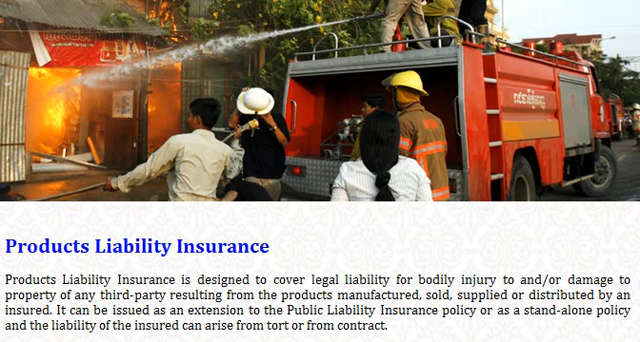 Products Liability Insurance
Products Liability Insurance is designed to cover legal liability for bodily injury to and/or damage to
property of any third-party resulting from the products manufactured, sold, supplied or distributed by an
insured. It can be issued as an extension to the Public Liability Insurance policy or as a stand-alone policy
and the liability of the insured can arise from tort or from contract.